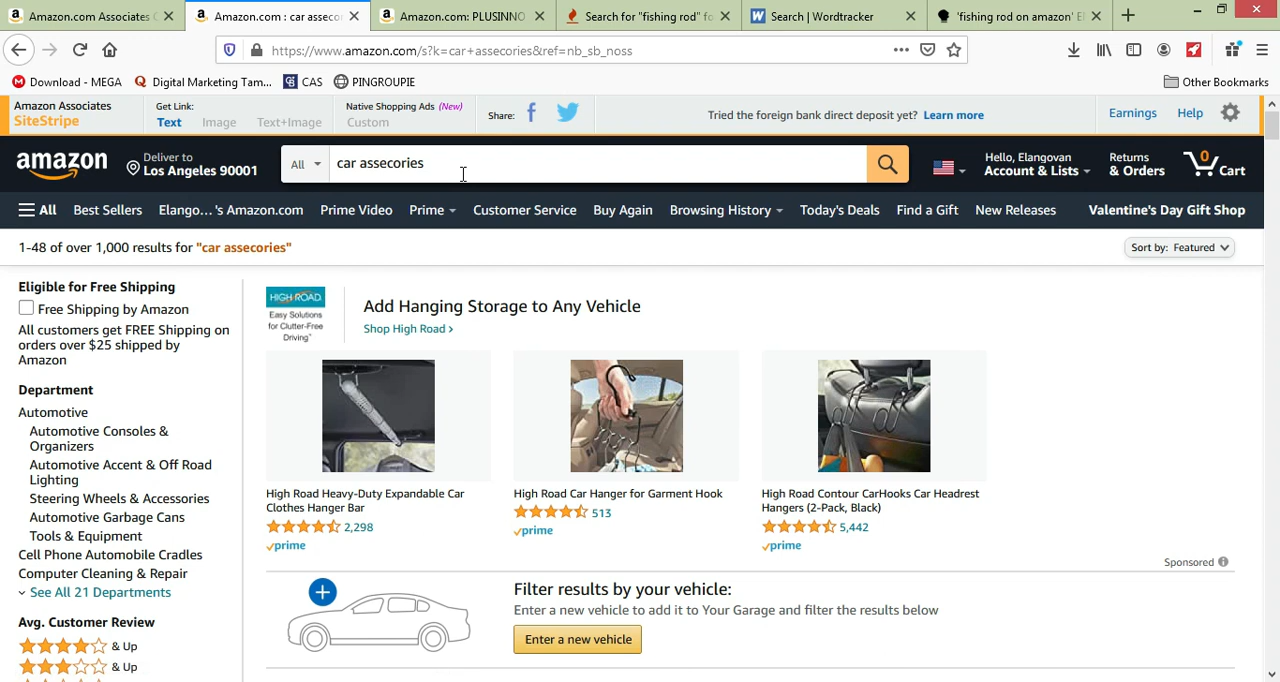 Amazon.com Associates C
Amazon.com : car assecor
Amazon.com: PLUSINNO
Search for "fishing rod" fo
Search | Wordtracker
'fishing rod on amazon' El
https://www.amazon.com/s?k=car+assecories&ref=nb_sb_noss
Download - MEGA
Digital Marketing Tam...
CAS
PINGROUPIE
Other Bookmarks
Amazon Associates
SiteStripe
Get Link:
Text Image Text+Image
Native Shopping Ads (New)
Custom
Share:
Tried the foreign bank direct deposit yet? Learn more
Earnings
Help
amazon
Deliver to
Los Angeles 90001
All
car assecories
Hello, Elangovan
Account & Lists
Returns
& Orders
0
Cart
All
Best Sellers
Elango...'s Amazon.com
Prime Video
Prime
Customer Service
Buy Again
Browsing History
Today's Deals
Find a Gift
New Releases
Valentine's Day Gift Shop
1-48 of over 1,000 results for "car assecories"
Sort by: Featured
Eligible for Free Shipping
Free Shipping by Amazon
All customers get FREE Shipping on
orders over $25 shipped by
Amazon
Department
Automotive
Automotive Consoles &
Organizers
Automotive Accent & Off Road
Lighting
Steering Wheels & Accessories
Automotive Garbage Cans
Tools & Equipment
Cell Phone Automobile Cradles
Computer Cleaning & Repair
See All 21 Departments
Avg. Customer Review
& Up
& Up
HIGH ROAD
Easy Solutions
for Clutter-Free
Driving™
Add Hanging Storage to Any Vehicle
Shop High Road ›
High Road Heavy-Duty Expandable Car
Clothes Hanger Bar
2,298
prime
High Road Car Hanger for Garment Hook
513
prime
High Road Contour CarHooks Car Headrest
Hangers (2-Pack, Black)
5,442
prime
Sponsored
Filter results by your vehicle:
Enter a new vehicle to add it to Your Garage and filter the results below
Enter a new vehicle